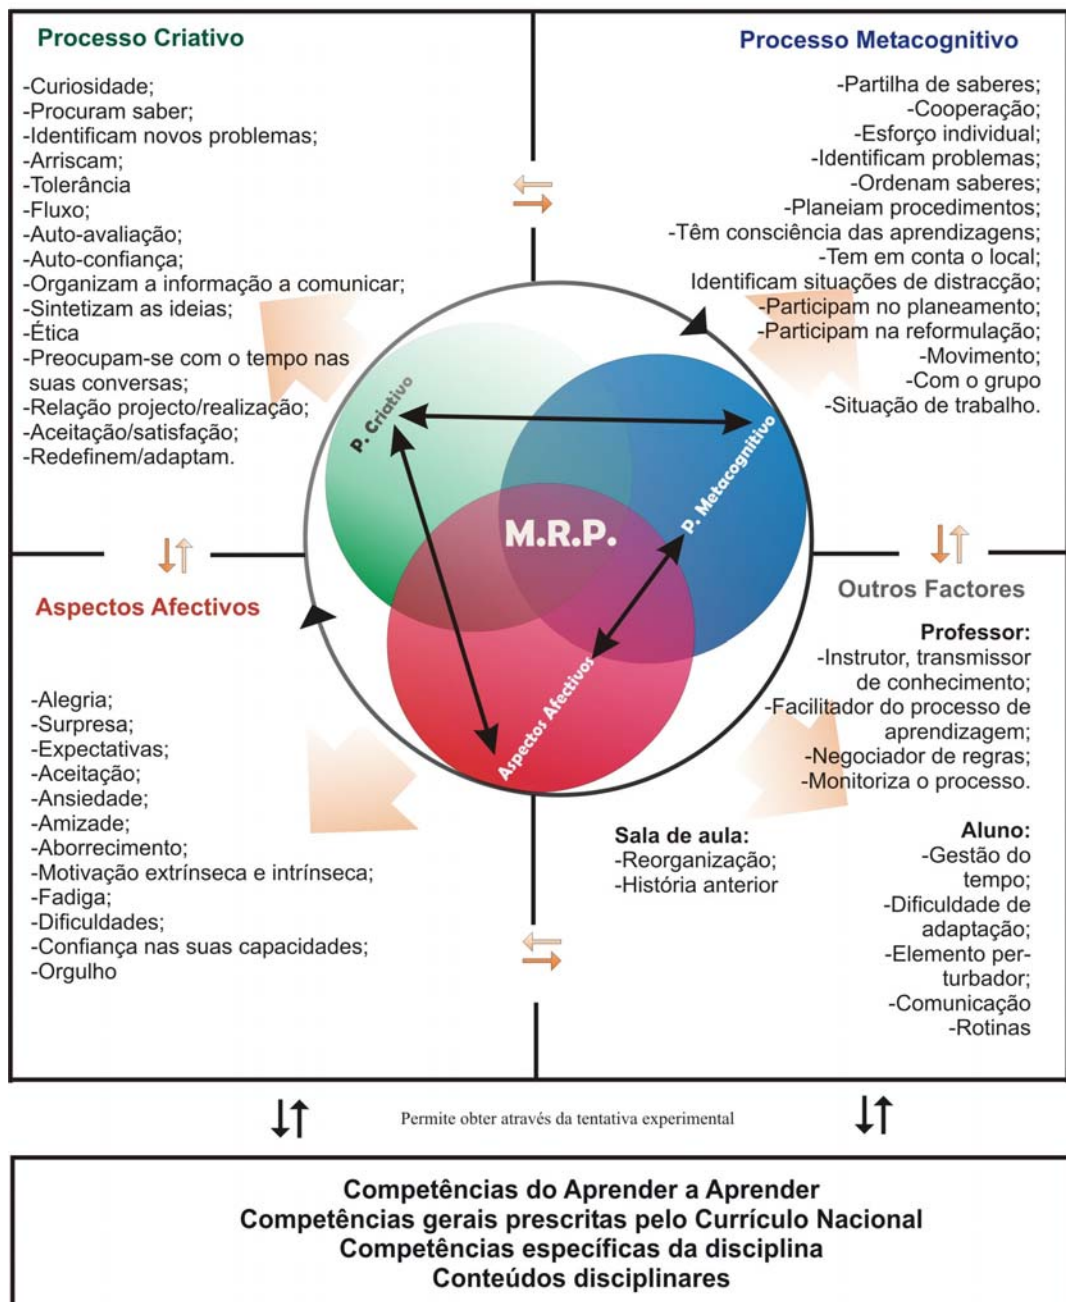 Processo Criativo
-Curiosidade;
-Procuram saber;
-Identificam novos problemas;
-Arriscam;
-Tolerância
-Fluxo;
-Auto-avaliação;
-Auto-confiança;
-Organizam a informação a comunicar;
-Sintetizam as ideias;
-Ética
-Preocupam-se com o tempo nas
suas conversas;
-Relação projecto/realização;
-Aceitação/satisfação;
-Redefinem/adaptam.
Processo Metacognitivo
-Partilha de saberes;
-Cooperação;
-Esforço individual;
-Identificam problemas;
-Ordenam saberes;
-Planeiam procedimentos;
-Têm consciência das aprendizagens;
-Tem em conta o local;
Identificam situações de distracção;
-Participam no planeamento;
-Participam na reformulação;
-Movimento;
-Com o grupo
-Situação de trabalho.
P. Criativo
P. Metacognitivo
M.R.P.
Aspectos Afectivos
Aspectos Afectivos
-Alegria;
-Surpresa;
-Expectativas;
-Aceitação;
-Ansiedade;
-Amizade;
-Aborrecimento;
-Motivação extrínseca e intrínseca;
-Fadiga;
-Dificuldades;
-Confiança nas suas capacidades;
-Orgulho
Outros Factores
Professor:
-Instrutor, transmissor
de conhecimento;
-Facilitador do processo de
aprendizagem;
-Negociador de regras;
-Monitoriza o processo.
Sala de aula:
-Reorganização;
-História anterior
Aluno:
-Gestão do
tempo;
-Dificuldade de
adaptação;
-Elemento per-
turbador;
-Comunicação
-Rotinas
Permite obter através da tentativa experimental
Competências do Aprender a Aprender
Competências gerais prescritas pelo Currículo Nacional
Competências específicas da disciplina
Conteúdos disciplinares